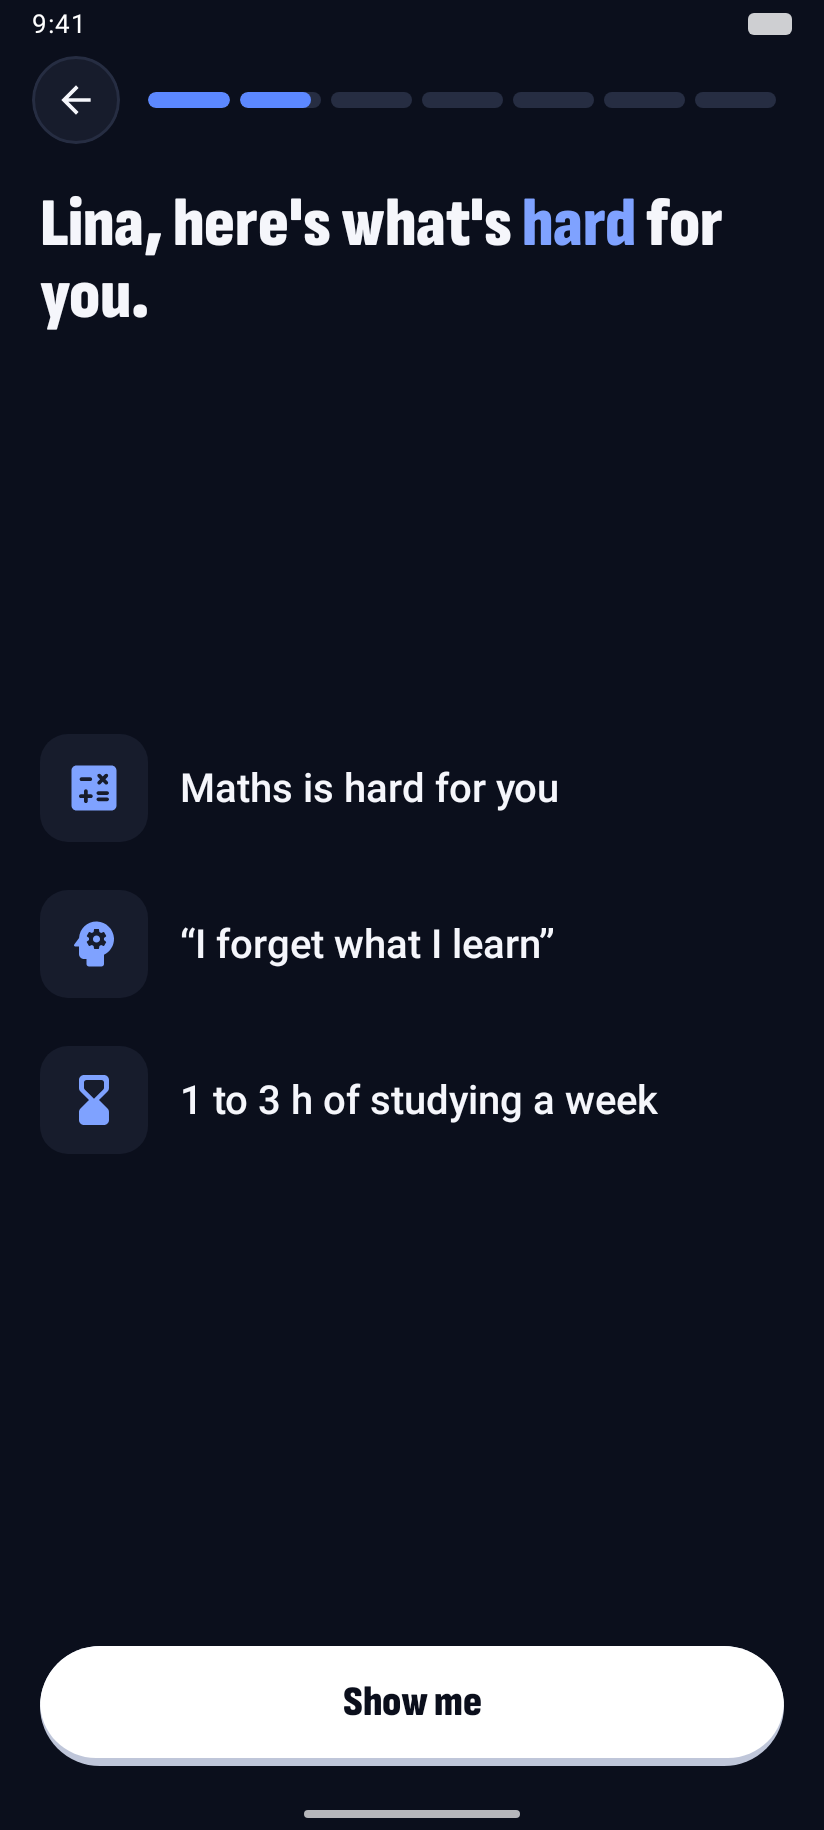 9:41
Lina, here's what's hard for
you.
Maths is hard for you
“I forget what I learn”
1 to 3 h of studying a week
Show me